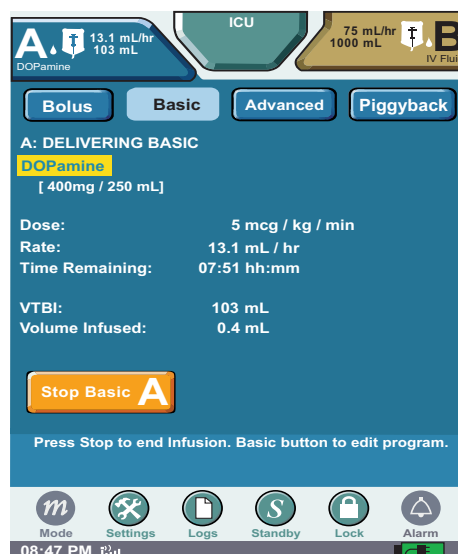 ICU
A 13.1 mL/hr
103 mL
DOPamine
75 mL/hr B
1000 mL
IV Flui
Bolus Basic Advanced Piggyback
A: DELIVERING BASIC
DOPamine
[ 400mg / 250 mL]
Dose: 5 mcg / kg / min
Rate: 13.1 mL / hr
Time Remaining: 07:51 hh:mm
VTBI: 103 mL
Volume Infused: 0.4 mL
Stop Basic A
Press Stop to end Infusion. Basic button to edit program.
m S
Mode Settings Logs Standby Lock Alarm
08:47 PM